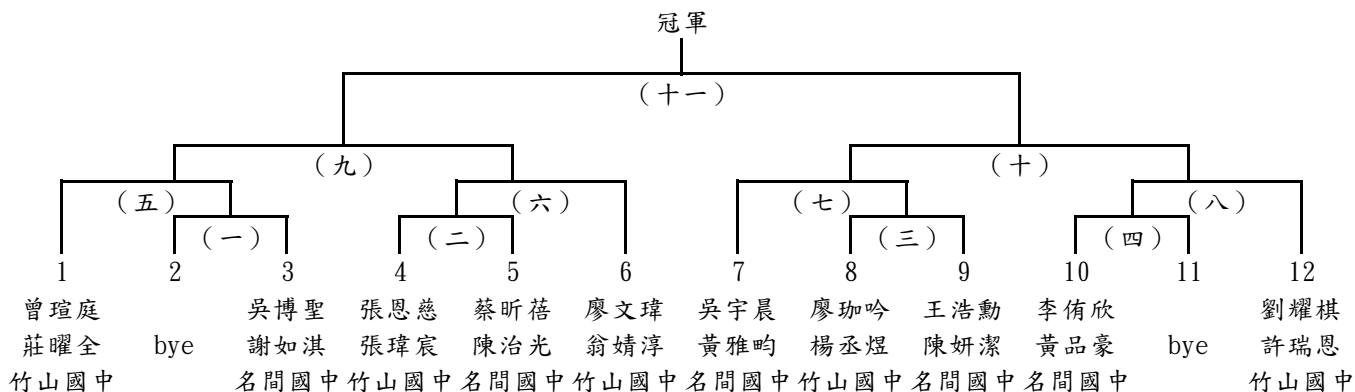 冠軍
（十一）
（九） （十）
（五） （六） （七） （八）
（一） （二） （三） （四）
1 2 3 4 5 6 7 8 9 10 11 12
曾瑄庭 吳博聖 張恩慈 蔡昕蓓 廖文瑋 吳宇晨 廖珈吟 王浩勳 李侑欣 劉耀棋
莊曜全 bye 謝如淇 張瑋宸 陳治光 翁婧淳 黃雅畇 楊丞煜 陳妍潔 黃品豪 bye 許瑞恩
竹山國中 名間國中 竹山國中 名間國中 竹山國中 名間國中 竹山國中 名間國中 名間國中 竹山國中